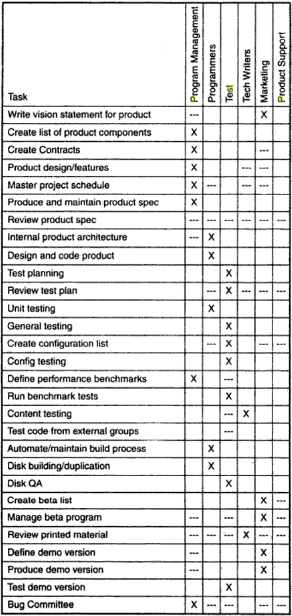 Task Program Management Programmers Test Tech Writers Marketing Product Support
Write vision statement for product --- X
Create list of product components X
Create Contracts X ---
Product design/features X --- ---
Master project schedule X --- --- ---
Produce and maintain product spec X
Review product spec --- --- --- --- --- ---
Internal product architecture --- X
Design and code product X
Test planning X
Review test plan --- X --- --- ---
Unit testing X
General testing X
Create configuration list --- X --- ---
Config testing X
Define performance benchmarks X ---
Run benchmark tests X
Content testing --- X
Test code from external groups ---
Automate/maintain build process X
Disk building/duplication X
Disk QA X
Create beta list X ---
Manage beta program --- --- X ---
Review printed material --- --- --- X --- ---
Define demo version --- X
Produce demo version --- X
Test demo version X
Bug Committee X --- --- --- --- ---